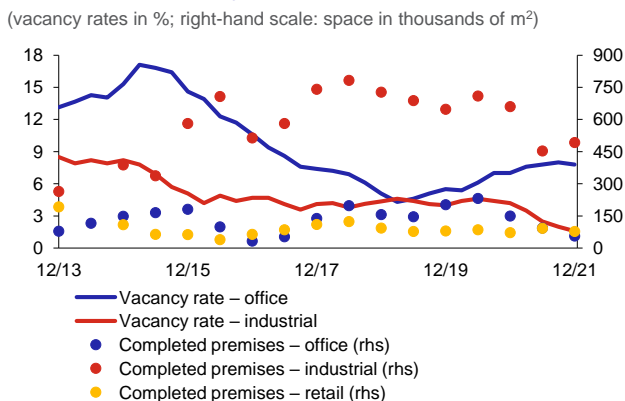 (vacancy rates in %; right-hand scale: space in thousands of m²)
18 900
15 750
12 600
9 450
6 300
3 150
0 0
12/13 12/15 12/17 12/19 12/21
Vacancy rate – office
Vacancy rate – industrial
Completed premises – office (rhs)
Completed premises – industrial (rhs)
Completed premises – retail (rhs)